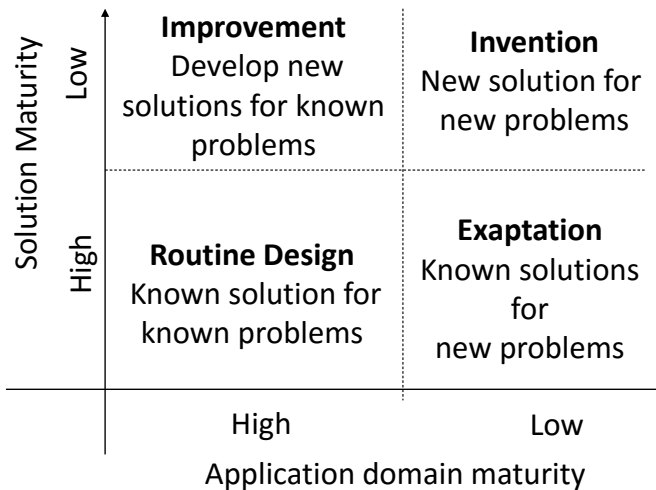 Solution Maturity
Low
High
Improvement
Develop new
solutions for known
problems
Invention
New solution for
new problems
Routine Design
Known solution for
known problems
Exaptation
Known solutions
for
new problems
High
Low
Application domain maturity